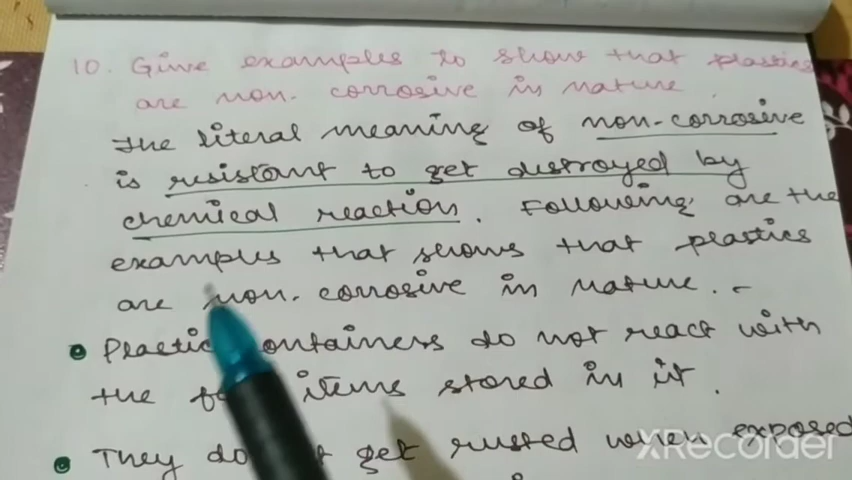 10. Give examples to show that plastics
are non-corrosive in nature.
The literal meaning of non-corrosive
is resistant to get destroyed by
chemical reaction. Following are the
examples that shows that plastics
are non-corrosive in nature. -
Plastic containers do not react with
the items stored in it.
They do get rusted when exposed
XRecorder